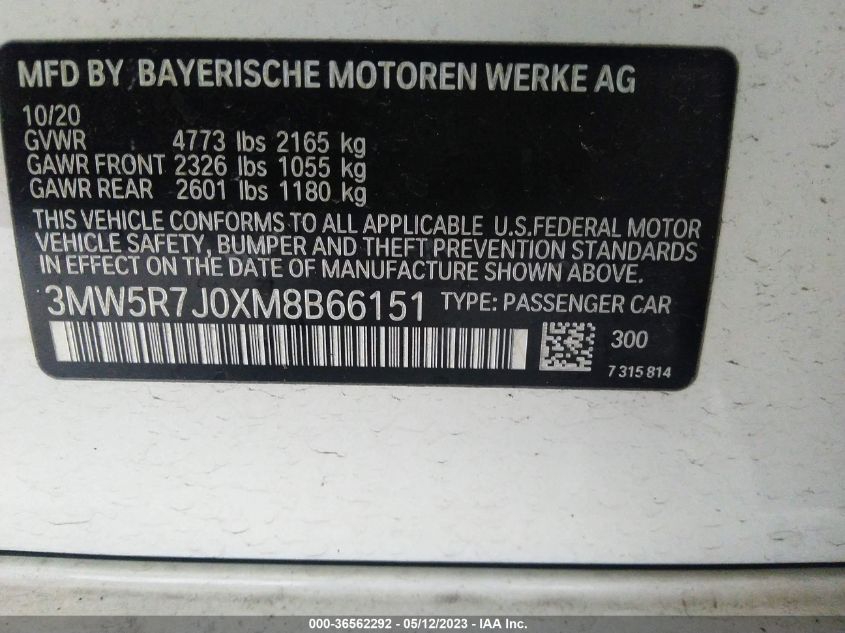 MFD BY BAYERISCHE MOTOREN WERKE AG
10/20
GVWR 4773 lbs 2165 kg
GAWR FRONT 2326 lbs 1055 kg
GAWR REAR 2601 lbs 1180 kg
THIS VEHICLE CONFORMS TO ALL APPLICABLE U.S.FEDERAL MOTOR
VEHICLE SAFETY, BUMPER AND THEFT PREVENTION STANDARDS
IN EFFECT ON THE DATE OF MANUFACTURE SHOWN ABOVE.
3MW5R7J0XM8B66151 TYPE: PASSENGER CAR
300
7 315 814
000-36562292 - 05/12/2023 - IAA Inc.